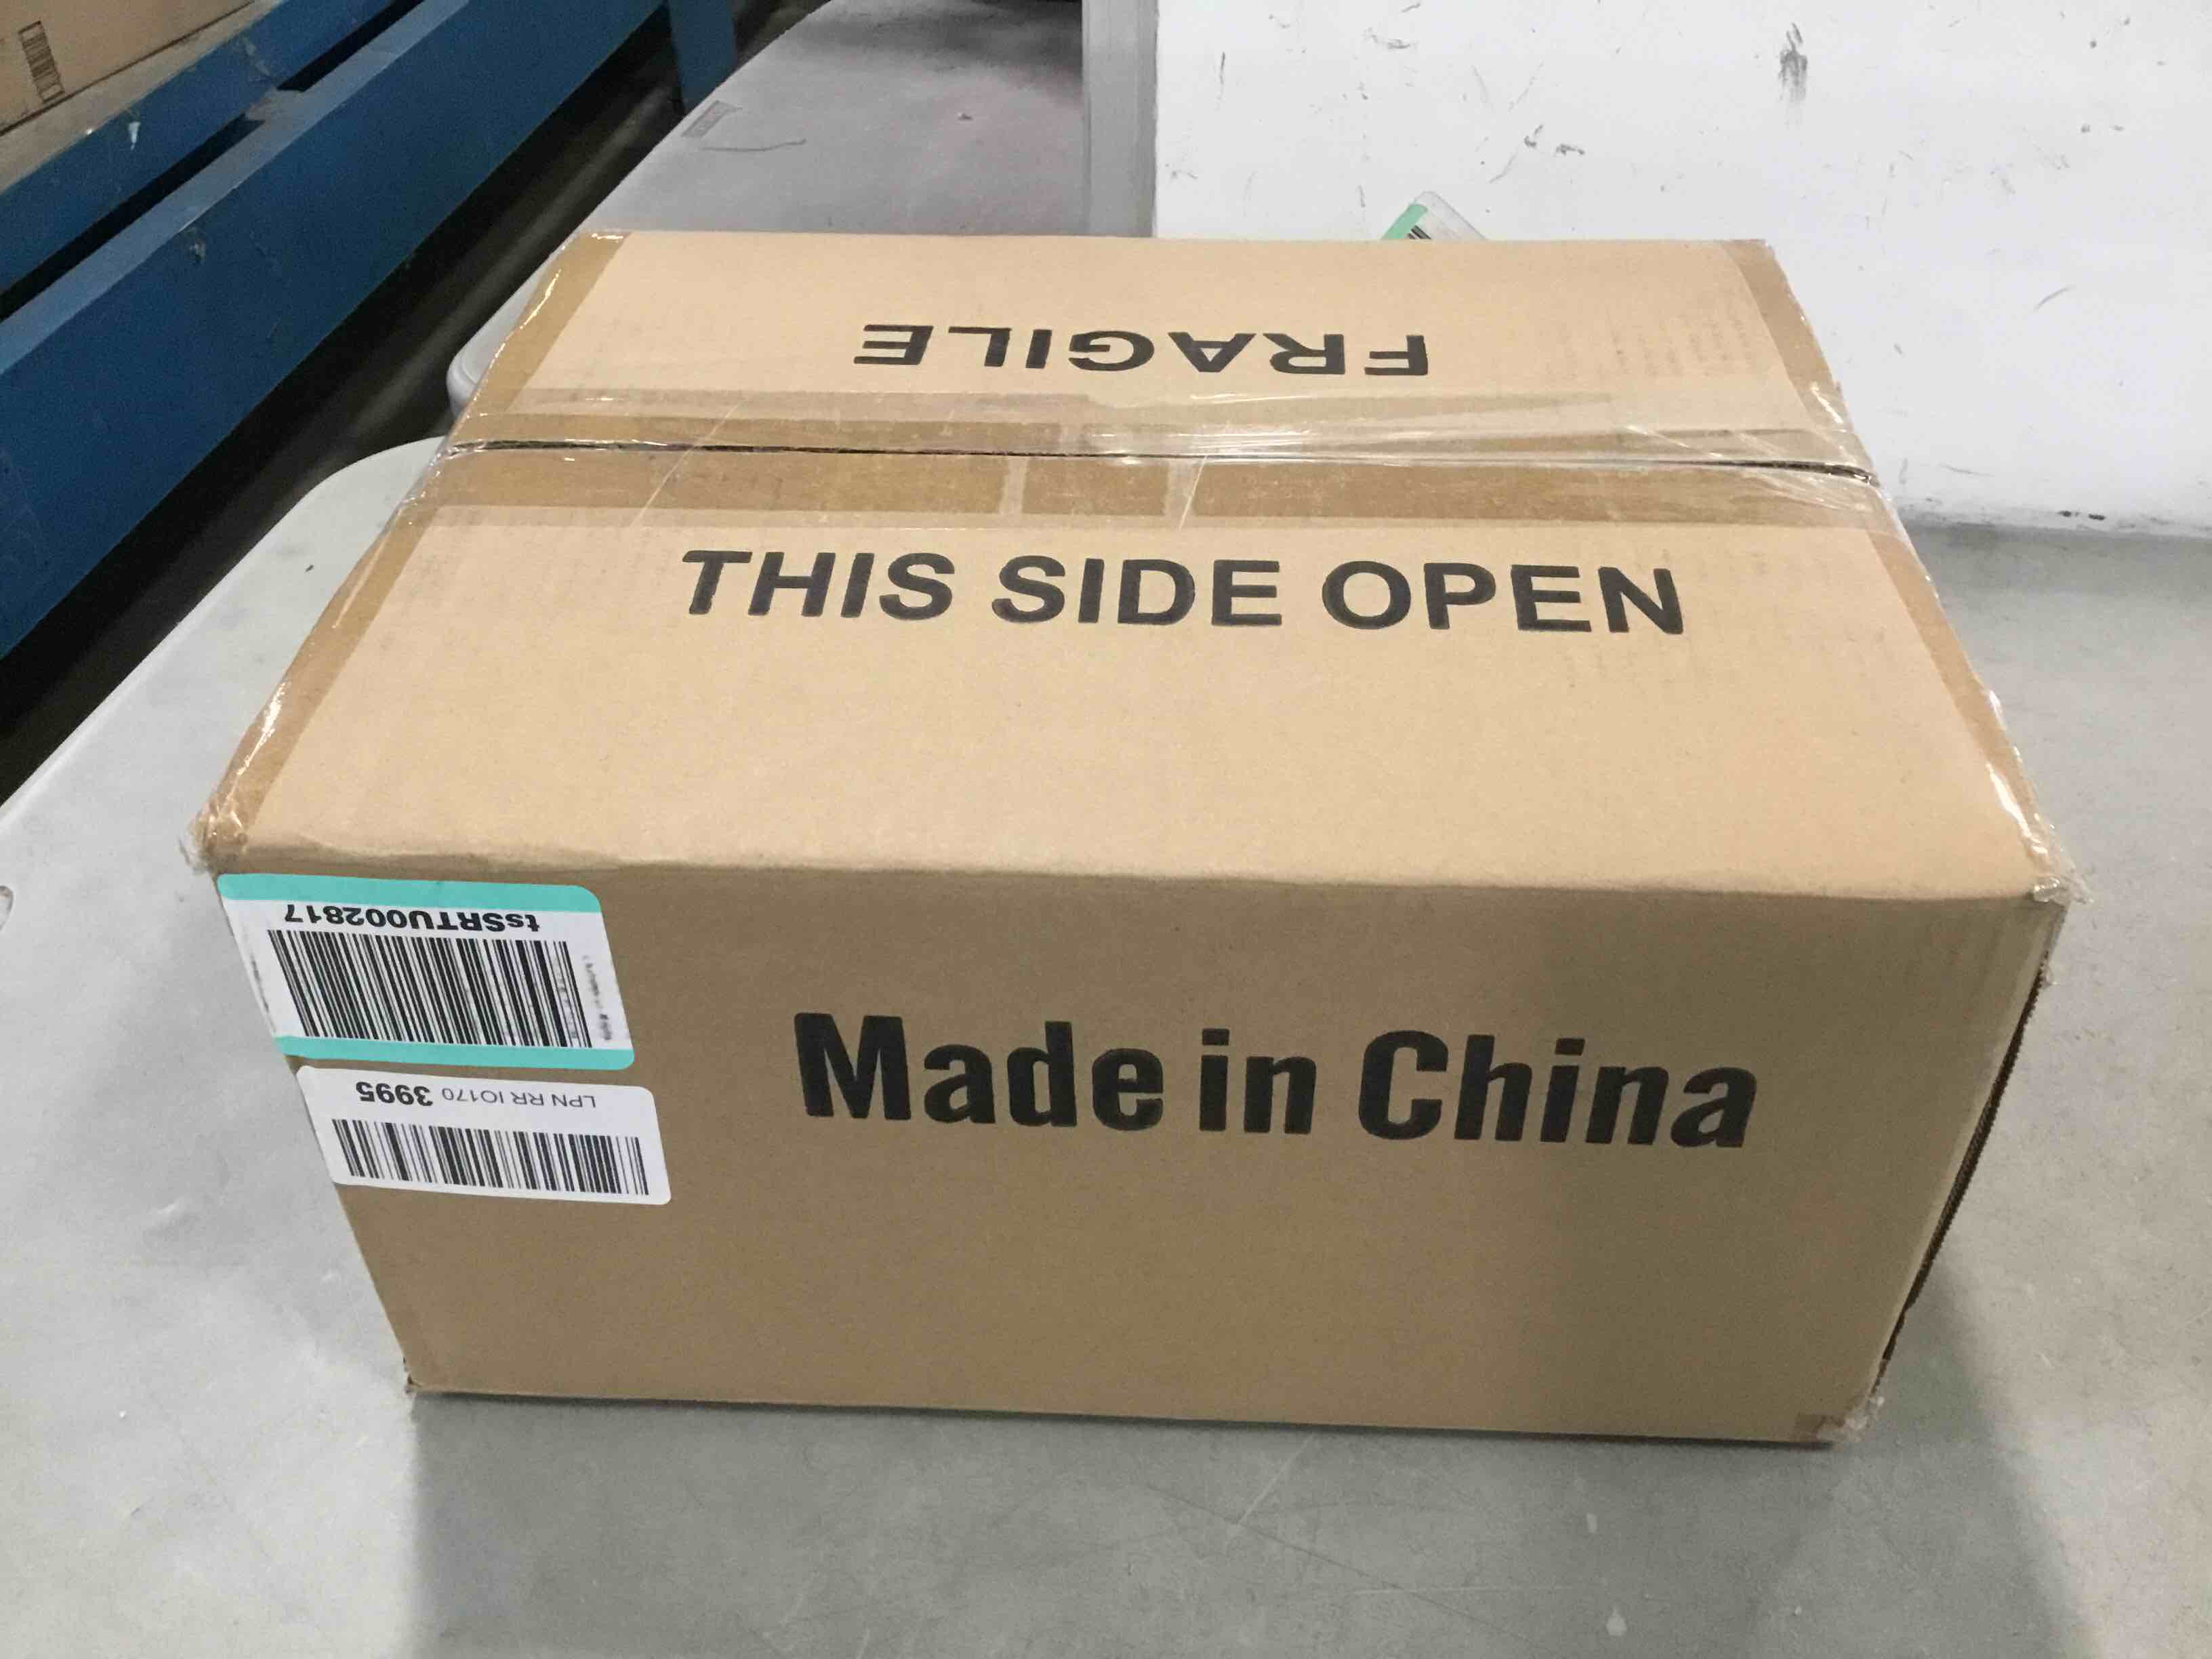 FRAGILE
THIS SIDE OPEN
tsSRTU002817
LPN RR IO170 3995
Made in China